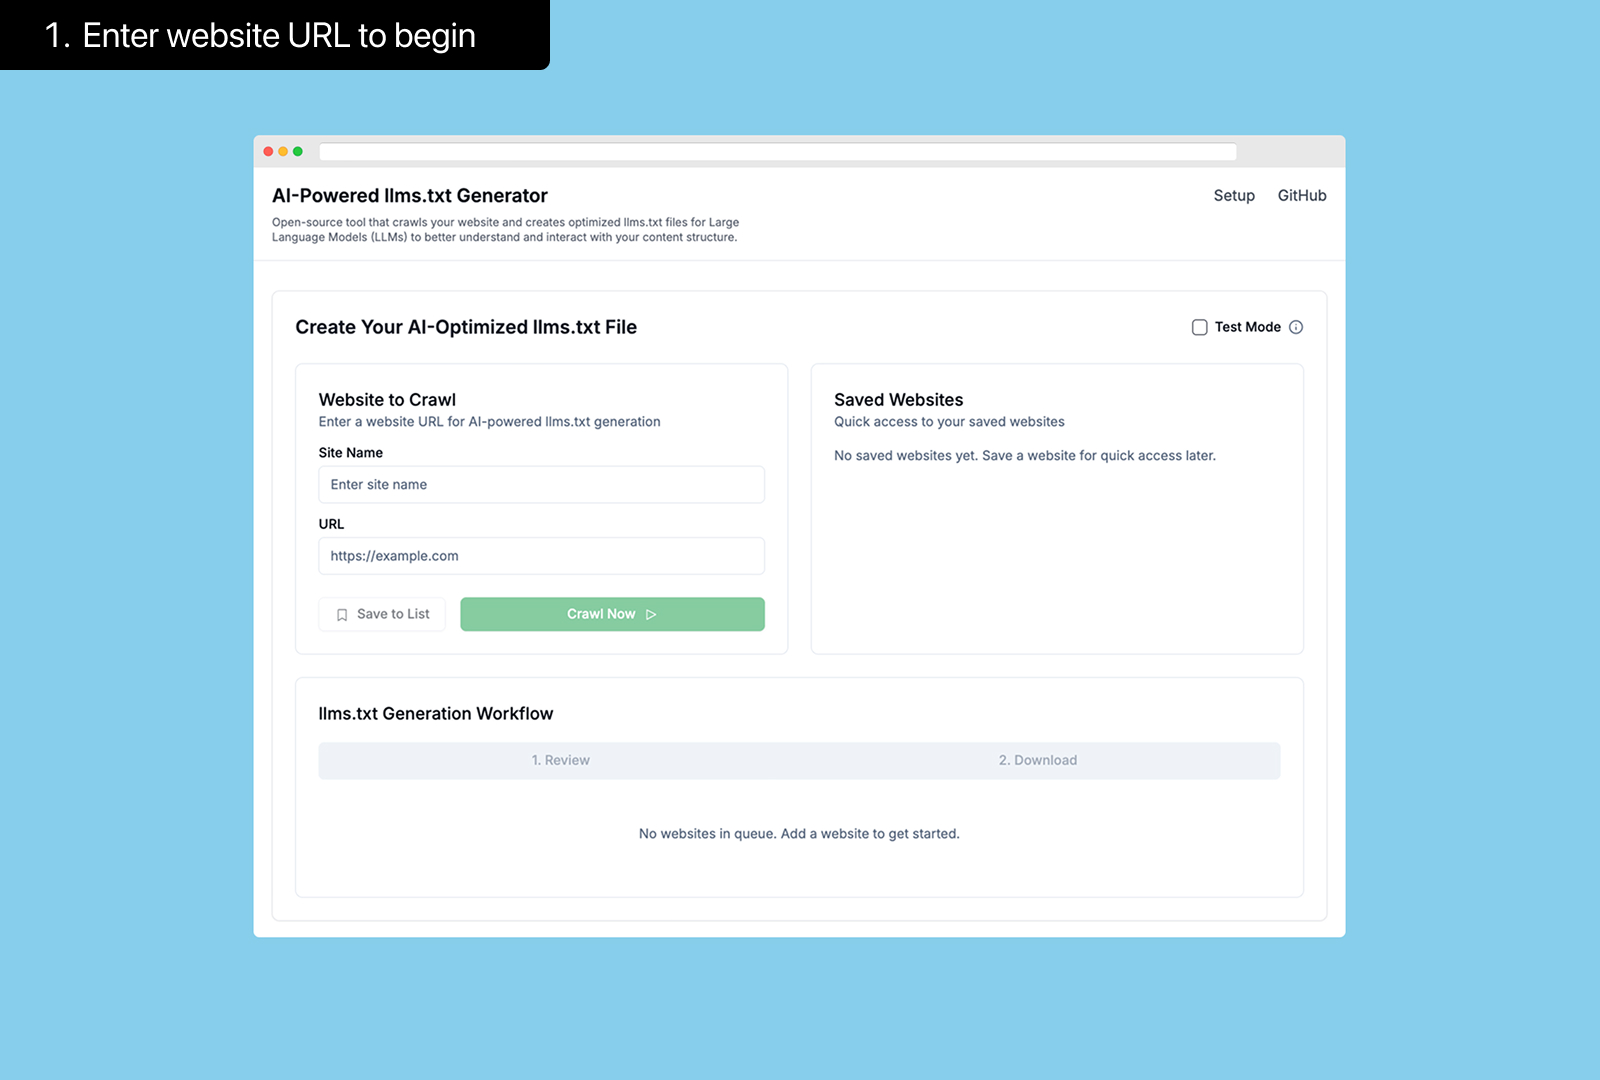 1. Enter website URL to begin
AI-Powered llms.txt Generator
Setup
GitHub
Open-source tool that crawls your website and creates optimized llms.txt files for Large
Language Models (LLMs) to better understand and interact with your content structure.
Create Your AI-Optimized llms.txt File
Test Mode
Website to Crawl
Enter a website URL for AI-powered llms.txt generation
Site Name
Enter site name
URL
https://example.com
Save to List
Crawl Now
Saved Websites
Quick access to your saved websites
No saved websites yet. Save a website for quick access later.
llms.txt Generation Workflow
1. Review
2. Download
No websites in queue. Add a website to get started.